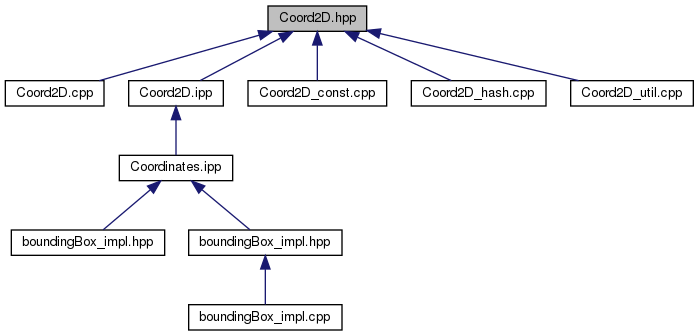 Coord2D.hpp
Coord2D.cpp
Coord2D.ipp
Coord2D_const.cpp
Coord2D_hash.cpp
Coord2D_util.cpp
Coordinates.ipp
boundingBox_impl.hpp
boundingBox_impl.hpp
boundingBox_impl.cpp